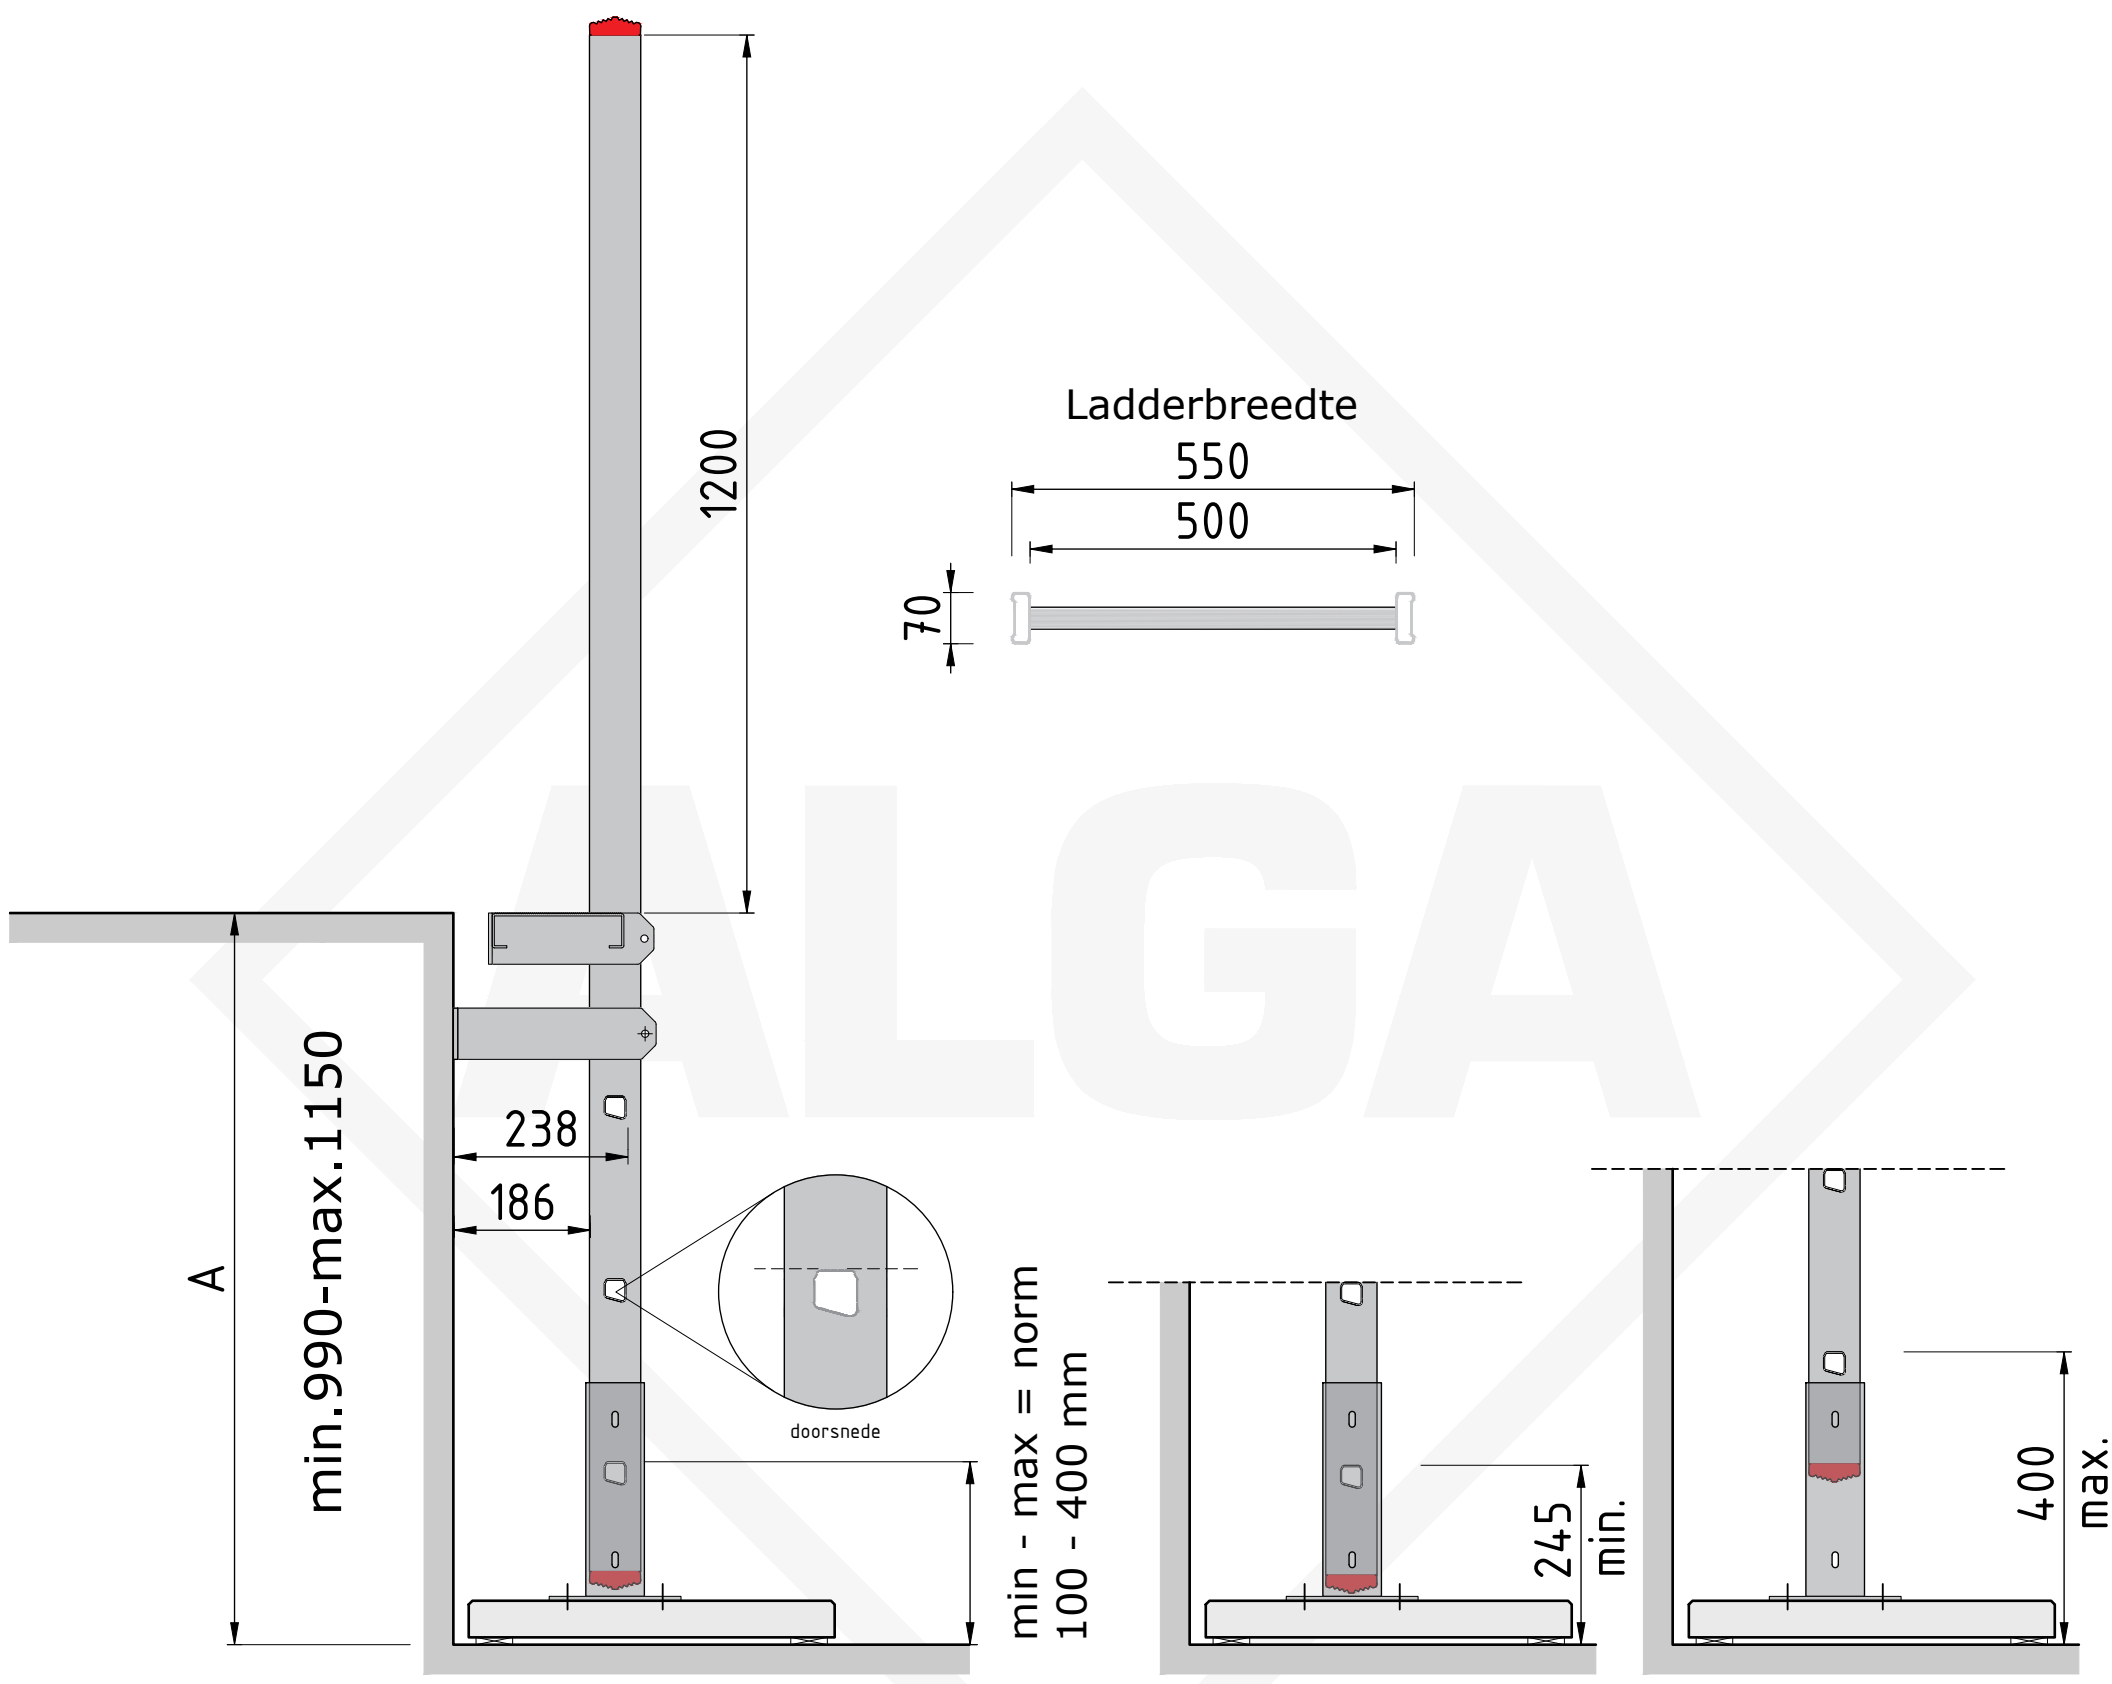 1200
Ladderbreedte
550
500
70
ALGA
A
min.990-max.1150
238
186
doorsnede
min - max = norm
100 - 400 mm
245
min.
400
max.